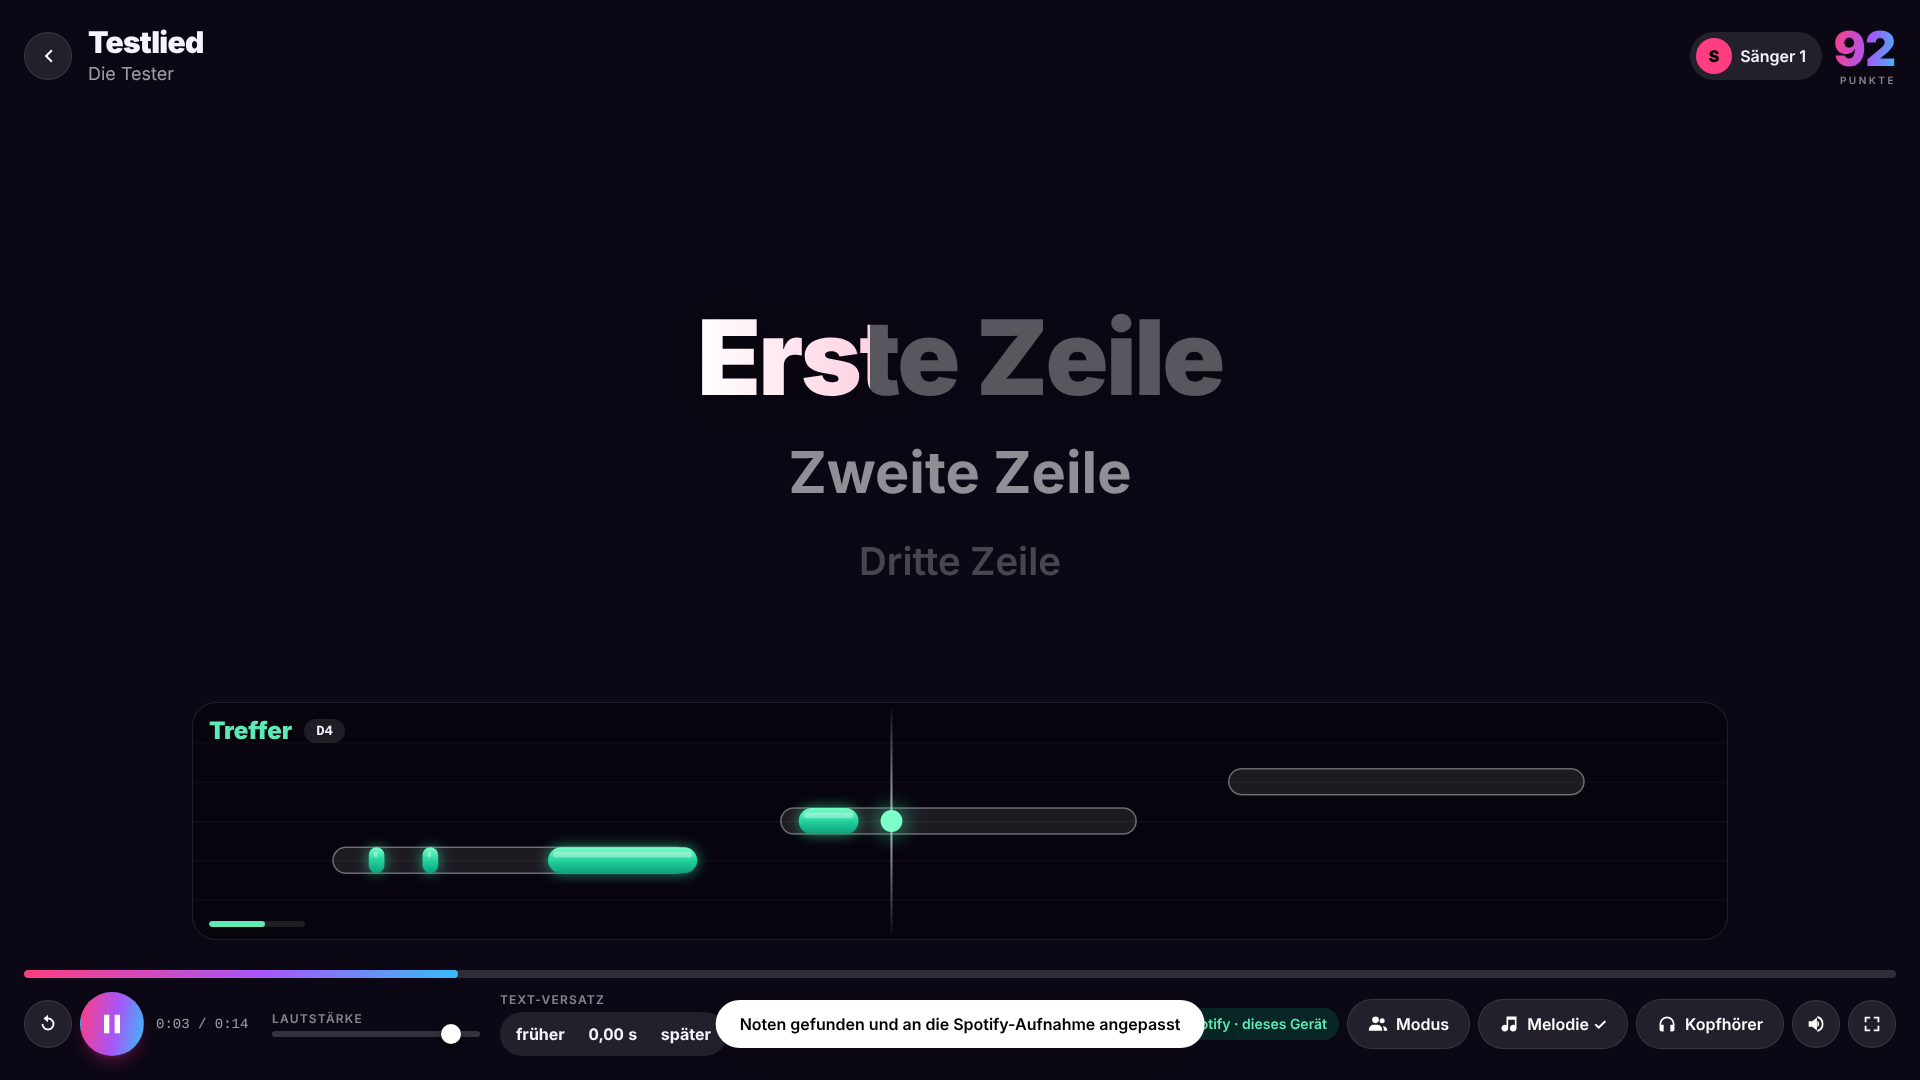 Testlied
Die Tester
S
Sänger 1
92
PUNKTE
Erste Zeile
Zweite Zeile
Dritte Zeile
Treffer
D4
0:03 / 0:14
LAUTSTÄRKE
TEXT-VERSATZ
früher
0,00 s
später
Noten gefunden und an die Spotify-Aufnahme angepasst
· dieses Gerät
Modus
Melodie ✓
Kopfhörer